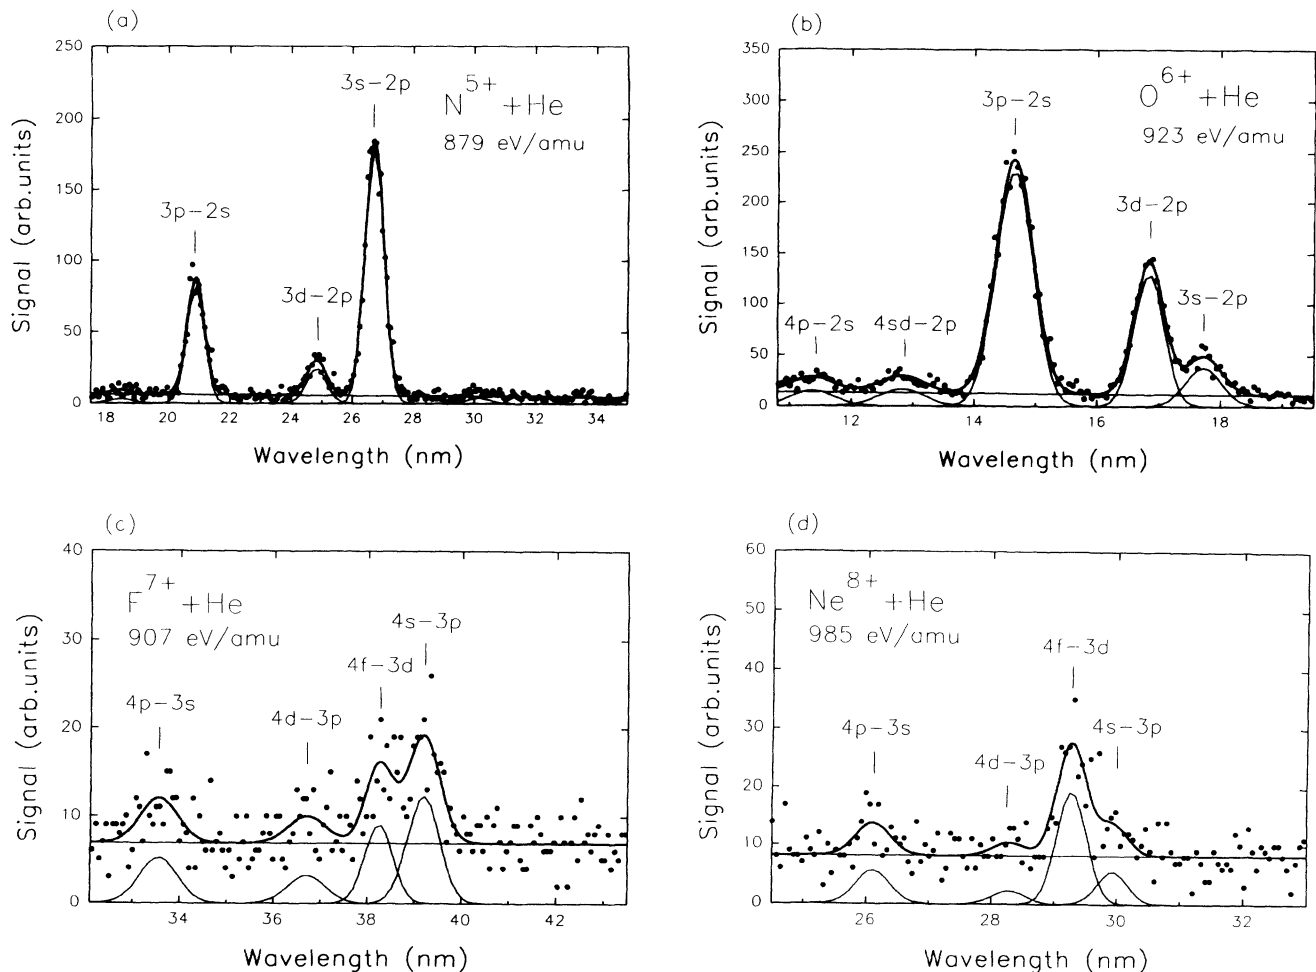 (a)
250
200
150
100
50
0
Signal (arb.units)
N5+ +He
879 eV/amu
3p-2s
3d-2p
3s-2p
18 20 22 24 26 28 30 32 34
Wavelength (nm)
(b)
350
300
250
200
150
100
50
0
Signal (arb.units)
O6+ +He
923 eV/amu
4p-2s
4sd-2p
3p-2s
3d-2p
3s-2p
12 14 16 18
Wavelength (nm)
(c)
40
30
20
10
0
Signal (arb.units)
F7+ +He
907 eV/amu
4p-3s
4d-3p
4f-3d
4s-3p
34 36 38 40 42
Wavelength (nm)
(d)
60
50
40
30
20
10
0
Signal (arb.units)
Ne8+ +He
985 eV/amu
4p-3s
4d-3p
4f-3d
4s-3p
26 28 30 32
Wavelength (nm)